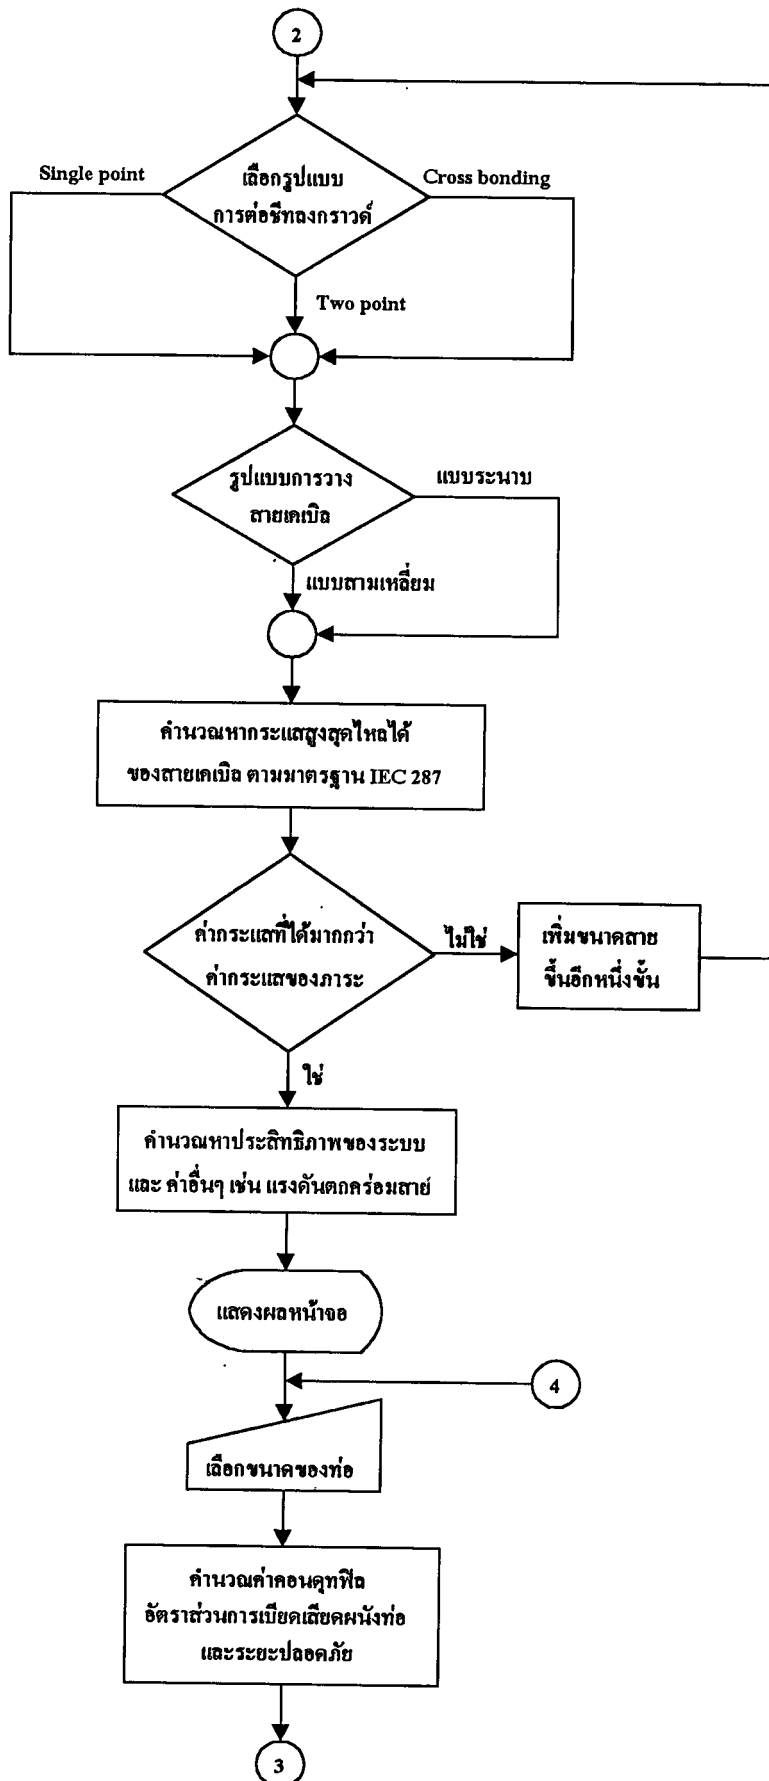 2
Single point
เลือกรูปแบบ
การต่อชีทลงกราวด์
Cross bonding
Two point
รูปแบบการวาง
สายเคเบิล
แบบระนาบ
แบบสามเหลี่ยม
คำนวณหากระแสสูงสุดไหลได้
ของสายเคเบิล ตามมาตรฐาน IEC 287
ค่ากระแสที่ได้มากกว่า
ค่ากระแสของภาระ
ไม่ใช่
เพิ่มขนาดสาย
ขึ้นอีกหนึ่งขั้น
ใช่
คำนวณหาประสิทธิภาพของระบบ
และ ค่าอื่นๆ เช่น แรงดันตกคร่อมสาย
แสดงผลหน้าจอ
4
เลือกขนาดของท่อ
คำนวณค่าคอนดุทฟิล
อัตราส่วนการเบียดเสียดผนังท่อ
และระยะปลอดภัย
3